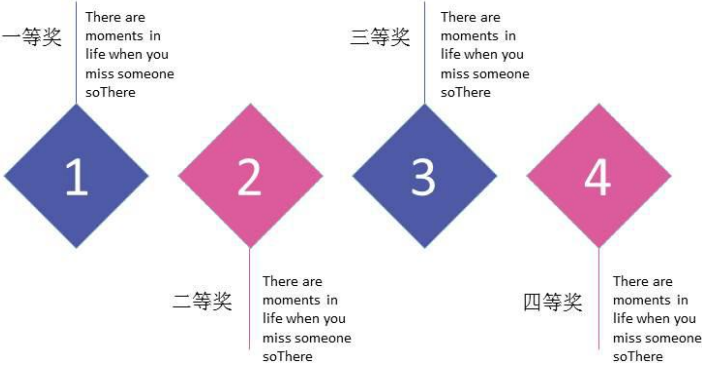 一等奖
There are
moments in
life when you
miss someone
soThere
1
二等奖
There are
moments in
life when you
miss someone
soThere
2
三等奖
There are
moments in
life when you
miss someone
soThere
3
四等奖
There are
moments in
life when you
miss someone
soThere
4